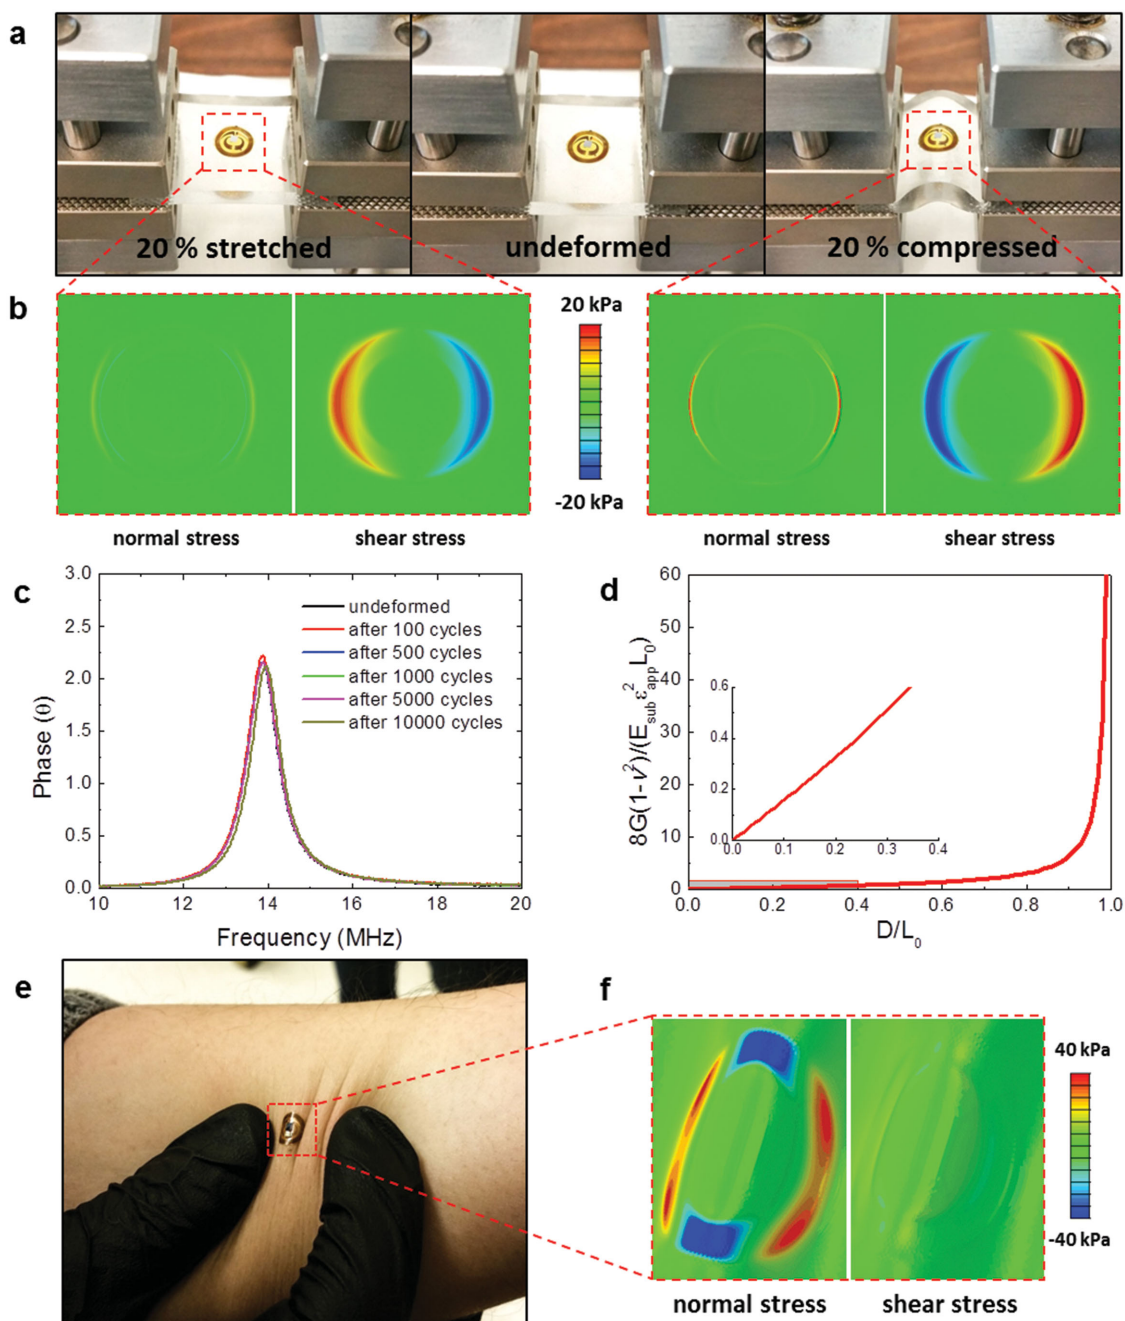 a
20 % stretched
undeformed
20 % compressed
b
20 kPa
-20 kPa
normal stress
shear stress
normal stress
shear stress
c
3.0
2.5
2.0
1.5
1.0
0.5
0.0
Phase (θ)
undeformed
after 100 cycles
after 500 cycles
after 1000 cycles
after 5000 cycles
after 10000 cycles
10 12 14 16 18 20
Frequency (MHz)
d
60
50
40
30
20
10
0
8G(1-ν²)/(E_sub ε²_app L₀)
0.6
0.4
0.2
0.0
0.0 0.1 0.2 0.3 0.4
0.0 0.2 0.4 0.6 0.8 1.0
D/L₀
e
f
40 kPa
-40 kPa
normal stress
shear stress